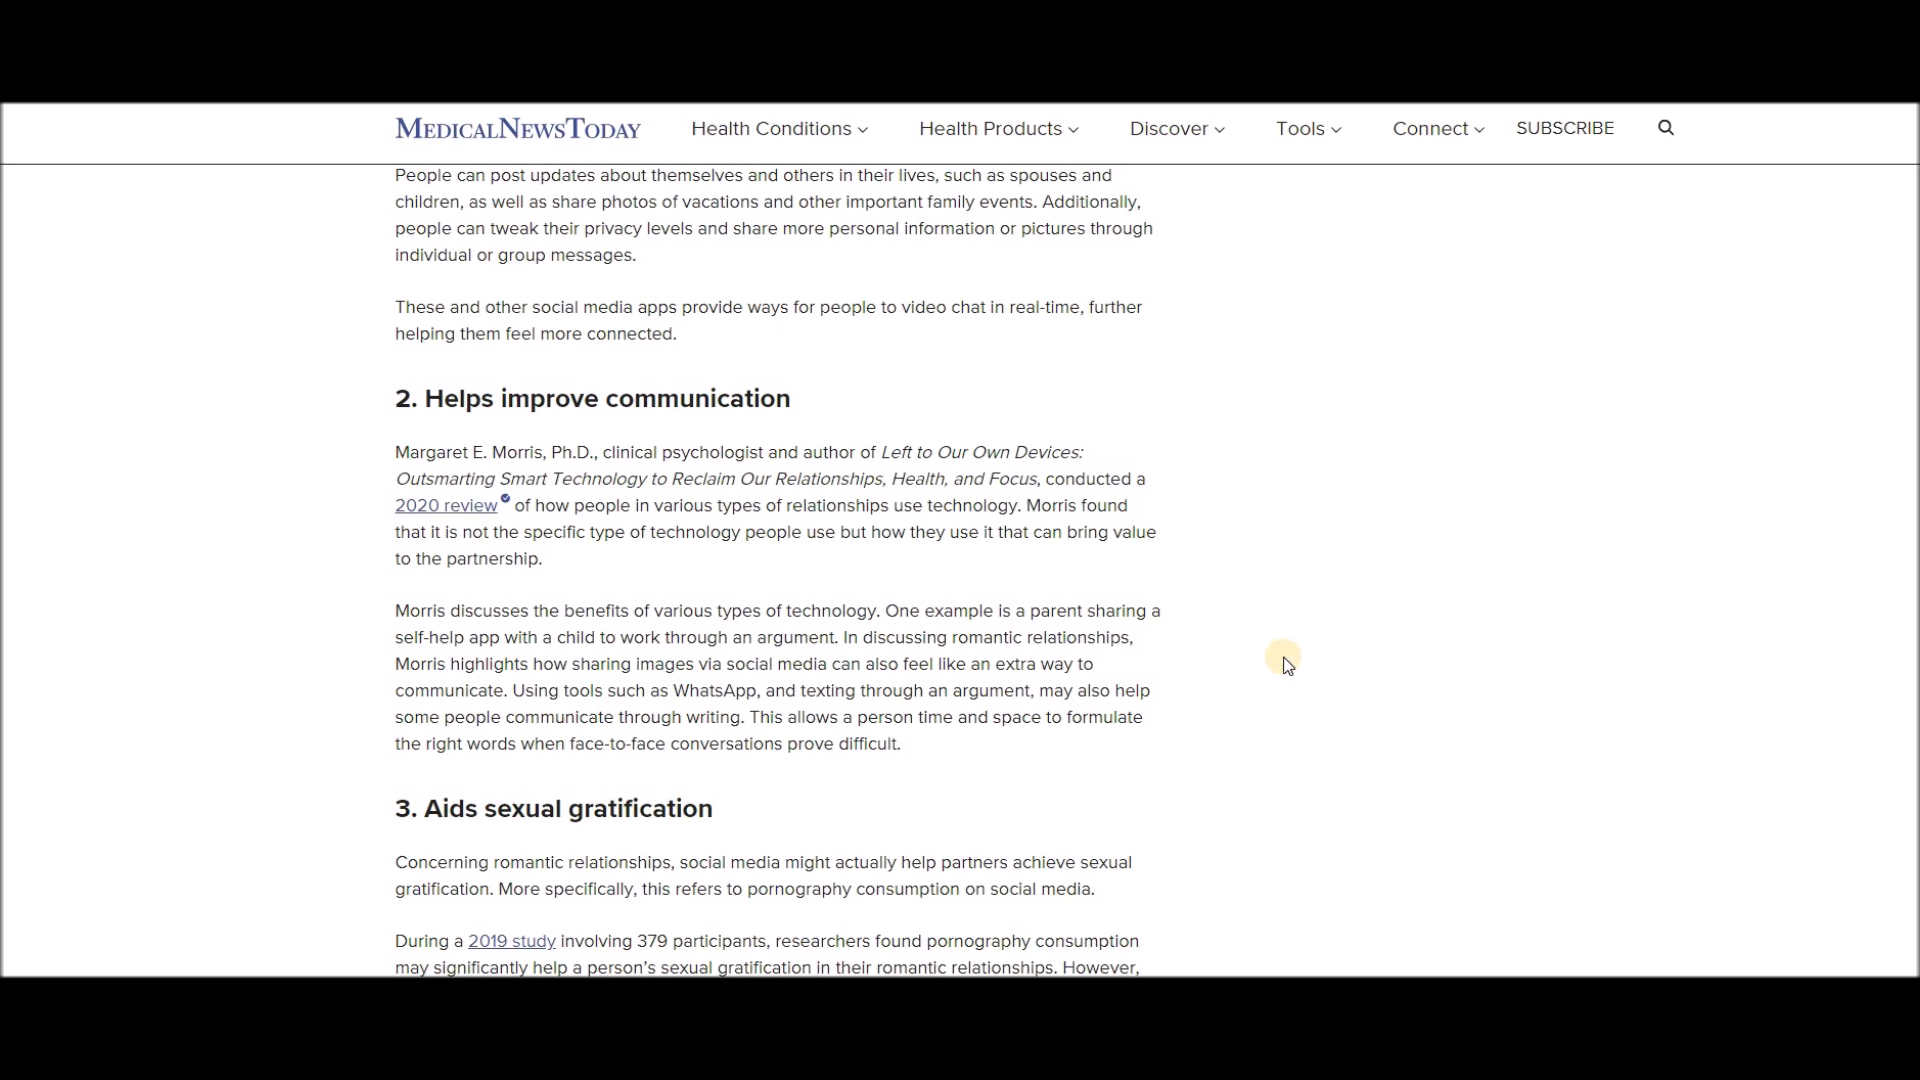 MEDICALNEWSTODAY Health Conditions Health Products Discover Tools Connect SUBSCRIBE
People can post updates about themselves and others in their lives, such as spouses and
children, as well as share photos of vacations and other important family events. Additionally,
people can tweak their privacy levels and share more personal information or pictures through
individual or group messages.
These and other social media apps provide ways for people to video chat in real-time, further
helping them feel more connected.
2. Helps improve communication
Margaret E. Morris, Ph.D., clinical psychologist and author of Left to Our Own Devices:
Outsmarting Smart Technology to Reclaim Our Relationships, Health, and Focus, conducted a
2020 review of how people in various types of relationships use technology. Morris found
that it is not the specific type of technology people use but how they use it that can bring value
to the partnership.
Morris discusses the benefits of various types of technology. One example is a parent sharing a
self-help app with a child to work through an argument. In discussing romantic relationships,
Morris highlights how sharing images via social media can also feel like an extra way to
communicate. Using tools such as WhatsApp, and texting through an argument, may also help
some people communicate through writing. This allows a person time and space to formulate
the right words when face-to-face conversations prove difficult.
3. Aids sexual gratification
Concerning romantic relationships, social media might actually help partners achieve sexual
gratification. More specifically, this refers to pornography consumption on social media.
During a 2019 study involving 379 participants, researchers found pornography consumption
may significantly help a person's sexual gratification in their romantic relationships. However,